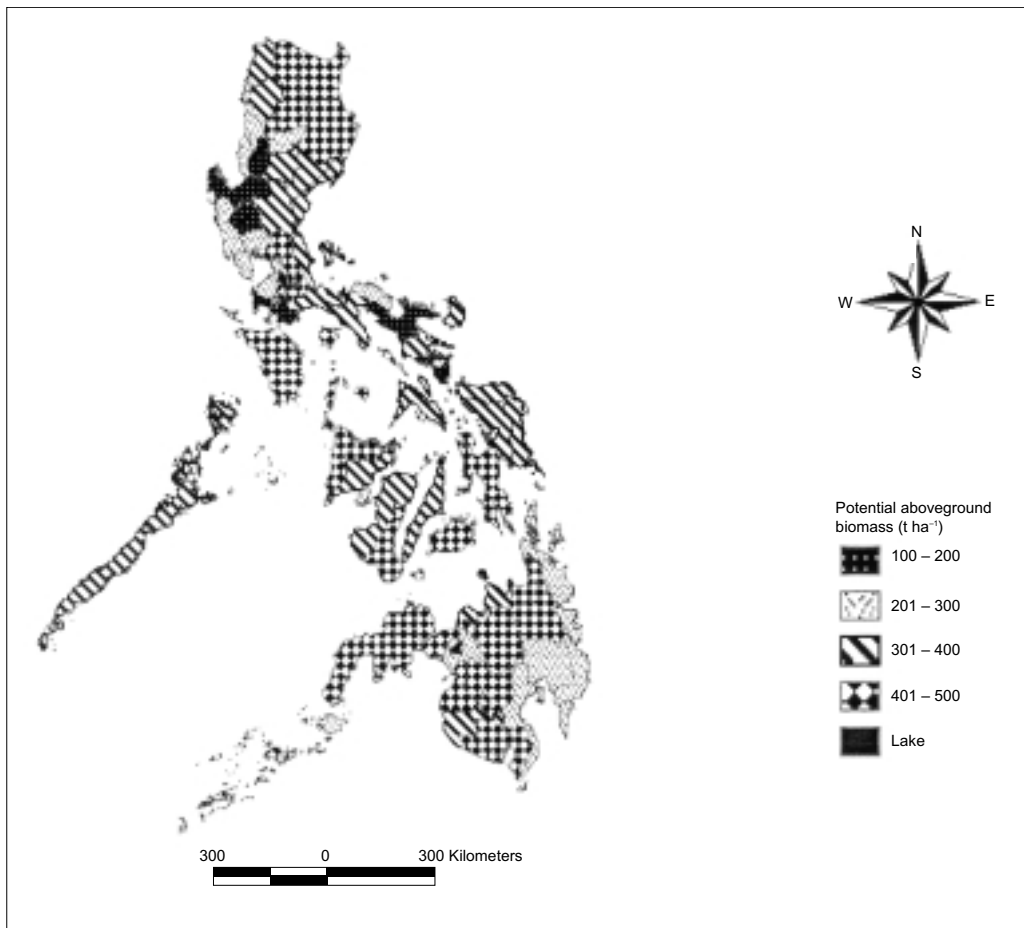 N
W E
S
Potential aboveground
biomass (t ha⁻¹)
100 – 200
201 – 300
301 – 400
401 – 500
Lake
300 0 300 Kilometers